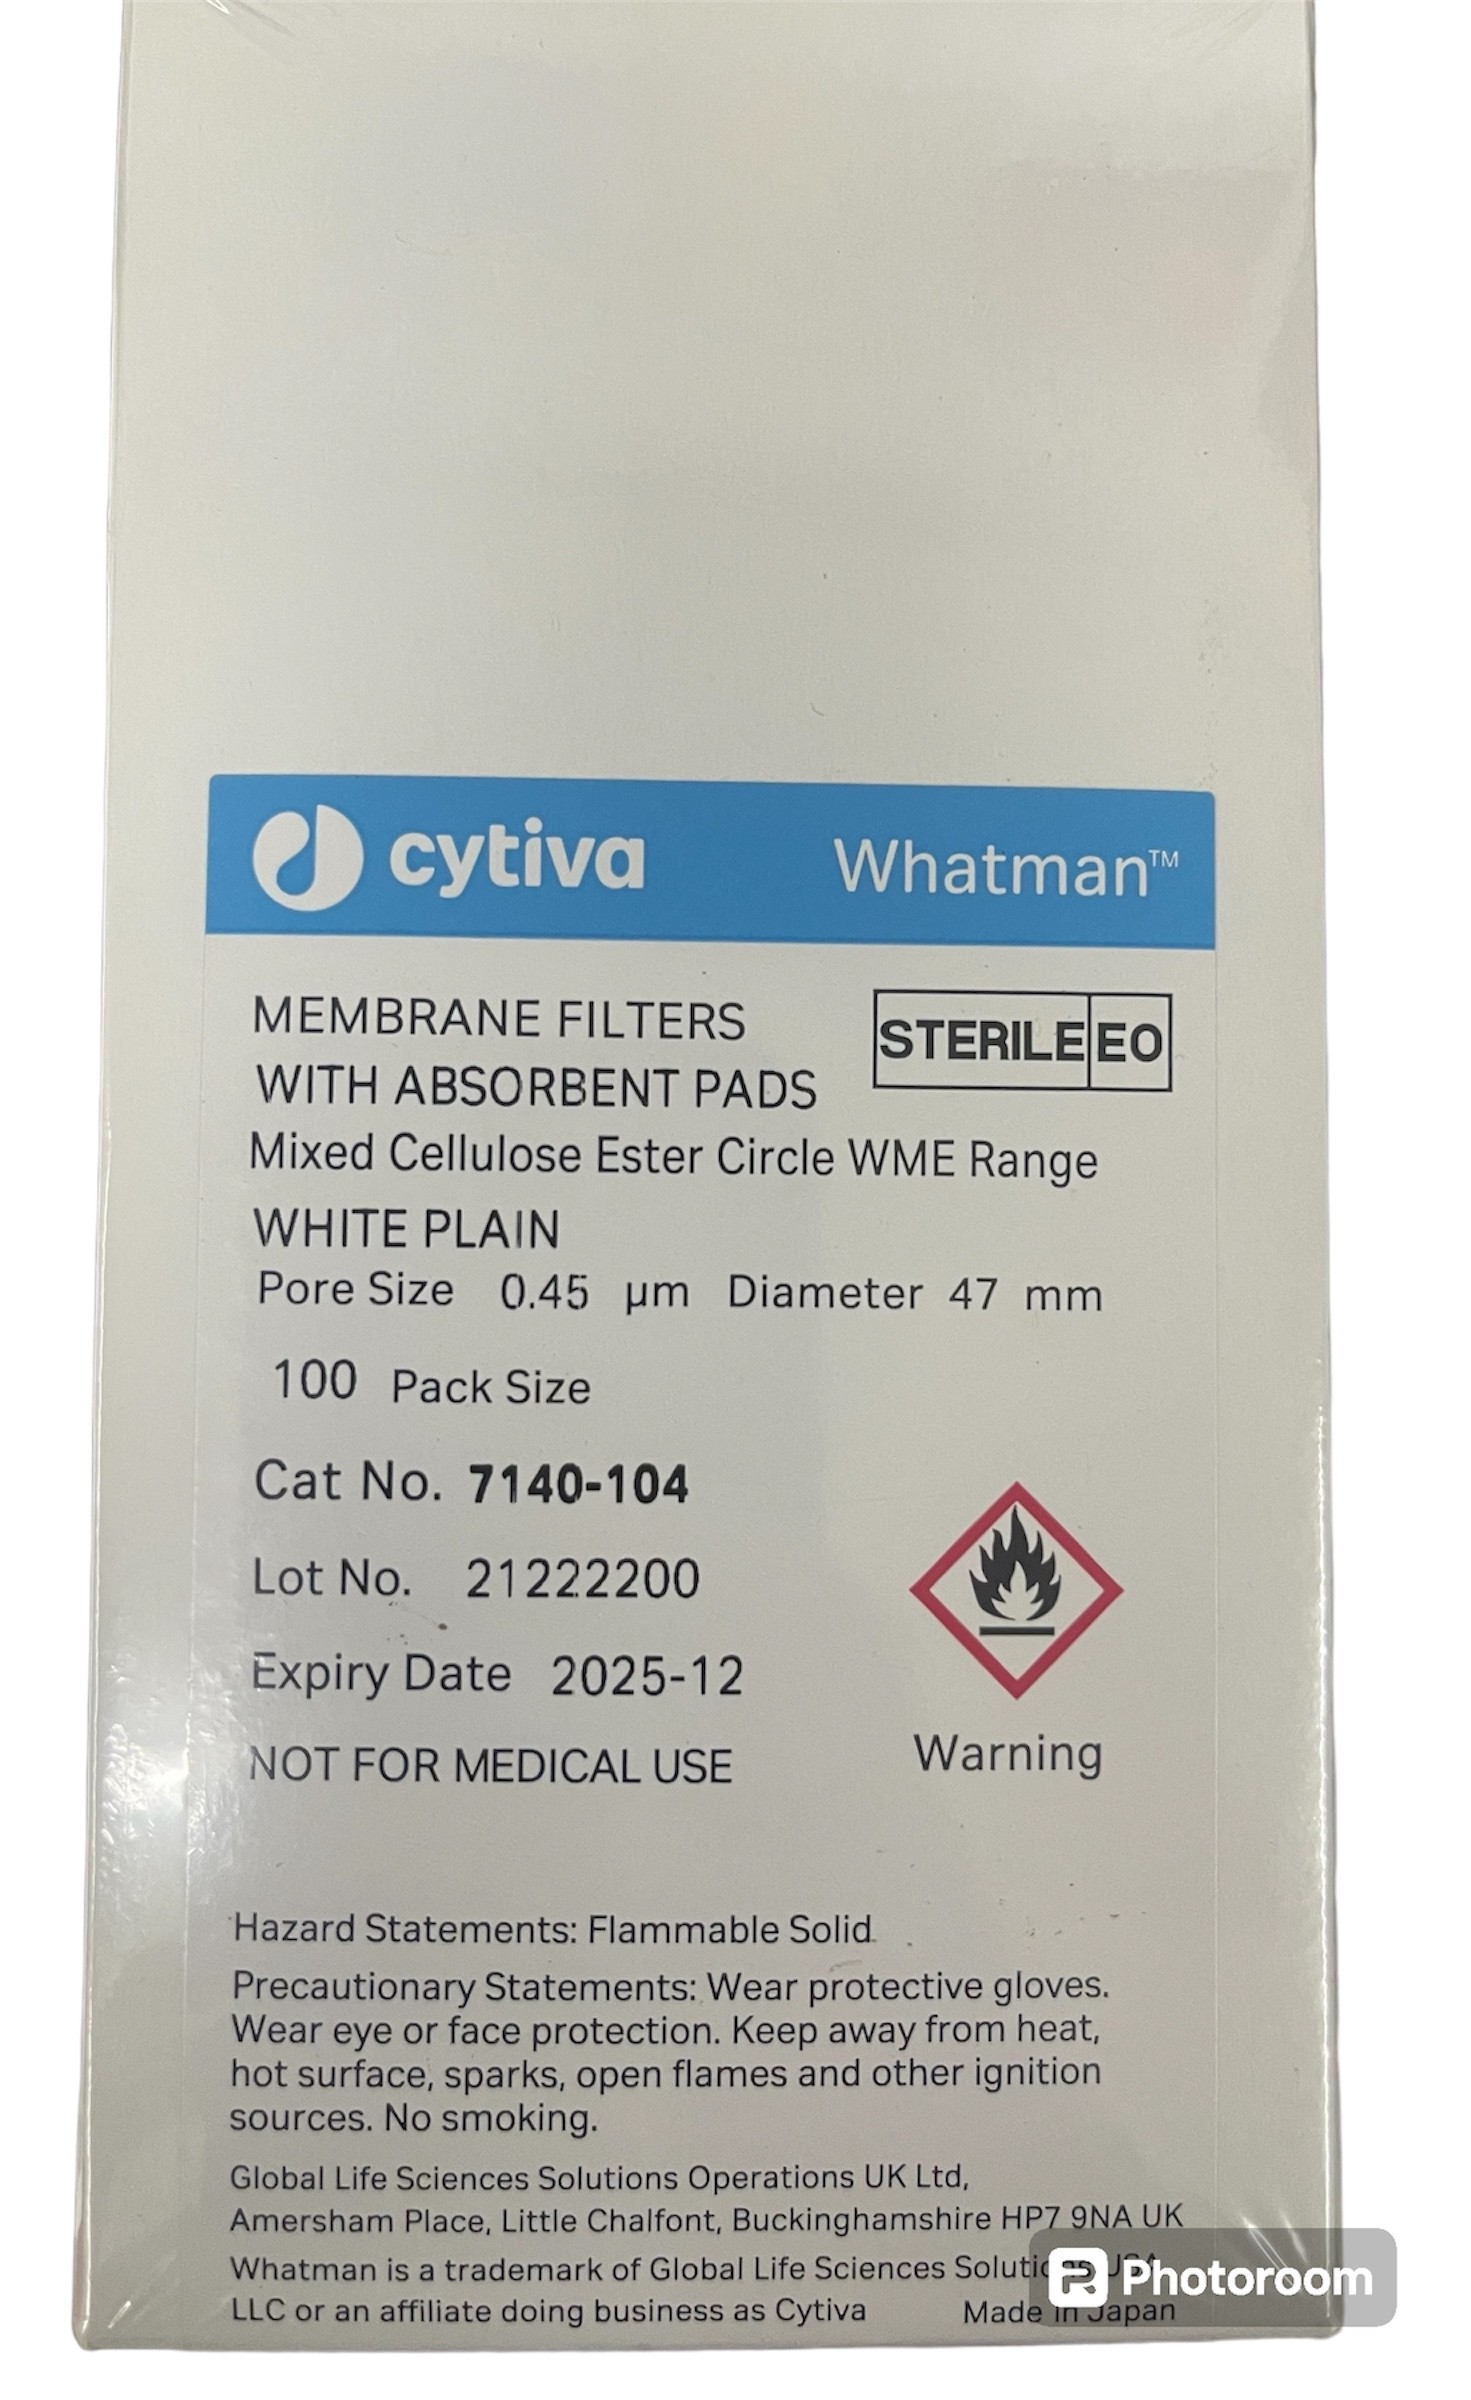 cytiva Whatman™
MEMBRANE FILTERS
WITH ABSORBENT PADS
STERILE EO
Mixed Cellulose Ester Circle WME Range
WHITE PLAIN
Pore Size 0.45 µm Diameter 47 mm
100 Pack Size
Cat No. 7140-104
Lot No. 21222200
Expiry Date 2025-12
NOT FOR MEDICAL USE
Warning
Hazard Statements: Flammable Solid
Precautionary Statements: Wear protective gloves.
Wear eye or face protection. Keep away from heat,
hot surface, sparks, open flames and other ignition
sources. No smoking.
Global Life Sciences Solutions Operations UK Ltd,
Amersham Place, Little Chalfont, Buckinghamshire HP7 9NA UK
Whatman is a trademark of Global Life Sciences Solutions USA
LLC or an affiliate doing business as Cytiva Made in Japan
Photoroom